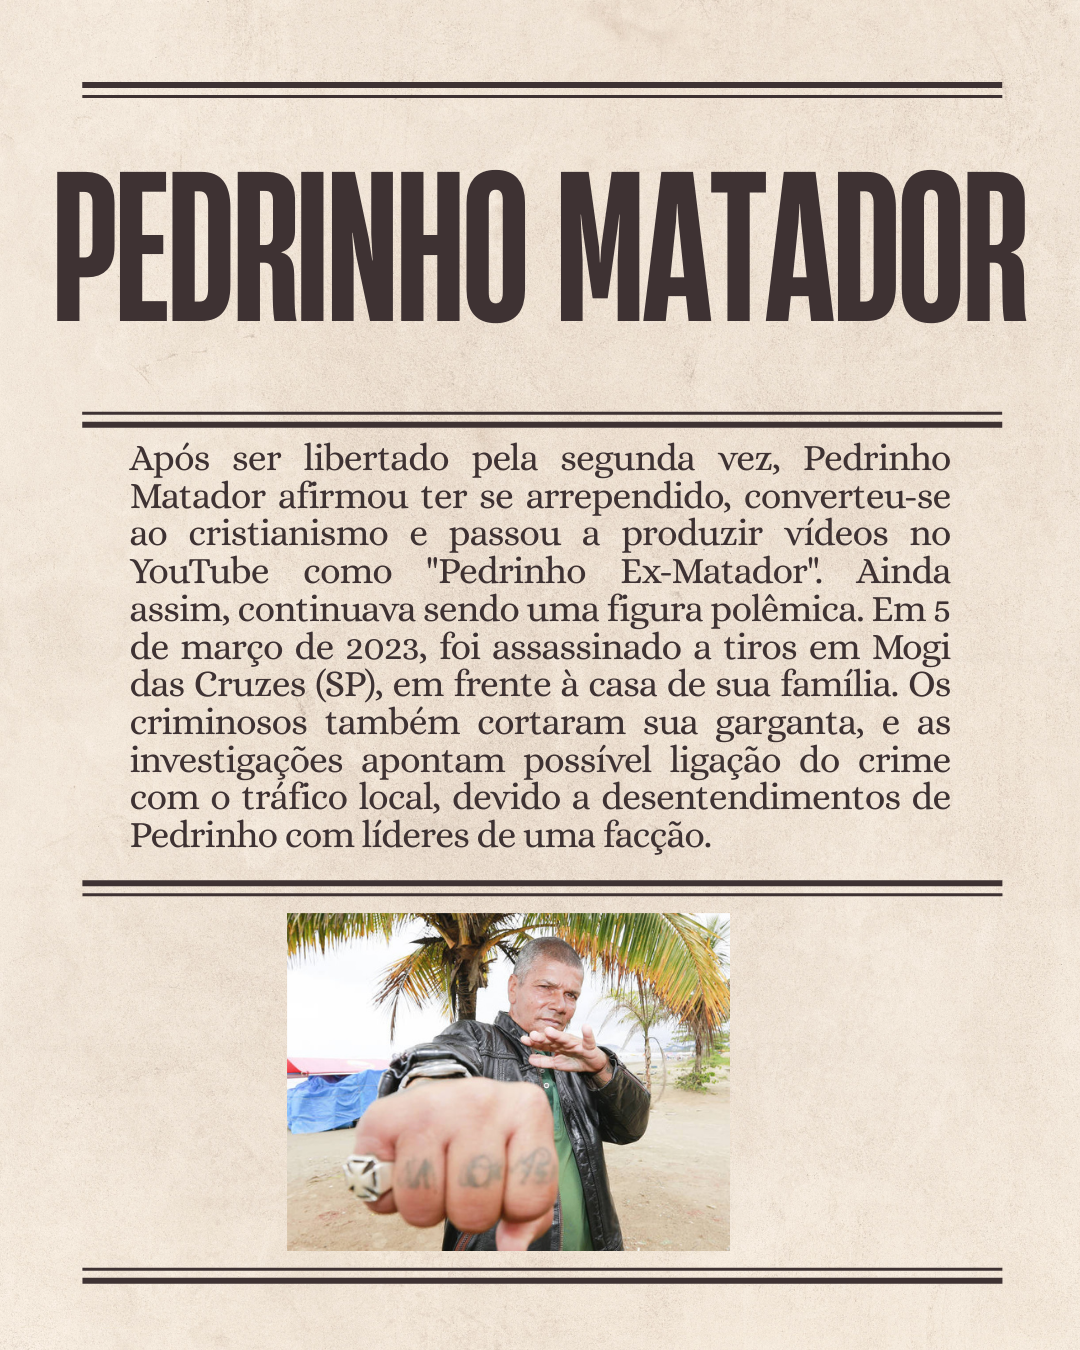 PEDRINHO MATADOR
Após ser libertado pela segunda vez, Pedrinho
Matador afirmou ter se arrependido, converteu-se
ao cristianismo e passou a produzir vídeos no
YouTube como "Pedrinho Ex-Matador". Ainda
assim, continuava sendo uma figura polêmica. Em 5
de março de 2023, foi assassinado a tiros em Mogi
das Cruzes (SP), em frente à casa de sua família. Os
criminosos também cortaram sua garganta, e as
investigações apontam possível ligação do crime
com o tráfico local, devido a desentendimentos de
Pedrinho com líderes de uma facção.